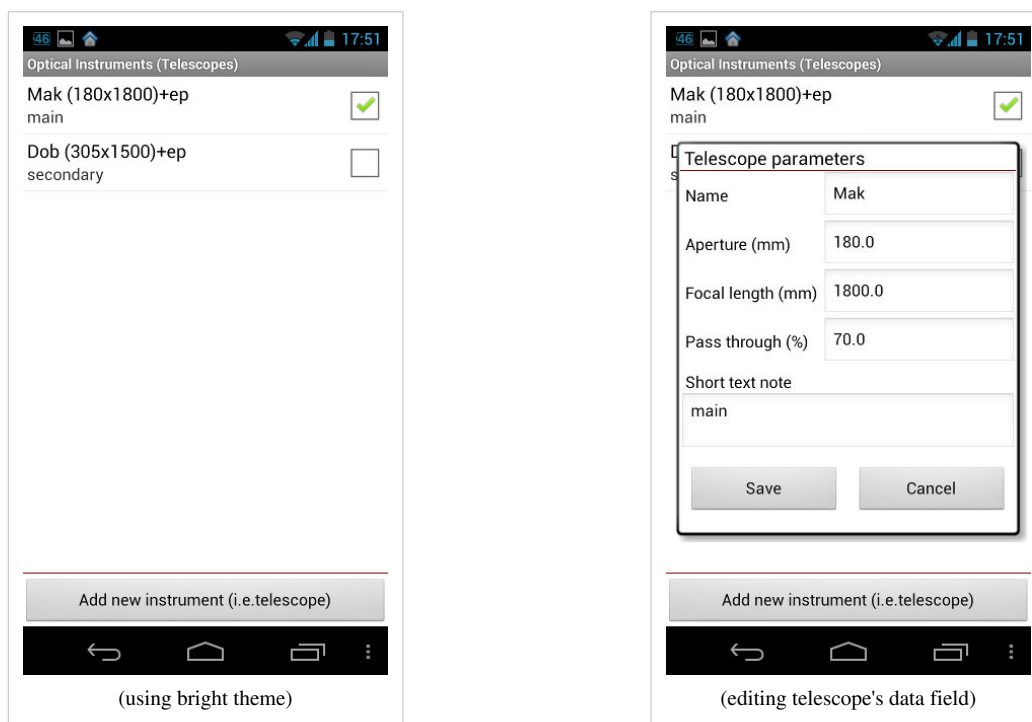 46 17:51
Optical Instruments (Telescopes)
Mak (180x1800)+ep
main
Dob (305x1500)+ep
secondary
Add new instrument (i.e.telescope)
(using bright theme)
46 17:51
Optical Instruments (Telescopes)
Mak (180x1800)+ep
main
Telescope parameters
Name Mak
Aperture (mm) 180.0
Focal length (mm) 1800.0
Pass through (%) 70.0
Short text note
main
Save Cancel
Add new instrument (i.e.telescope)
(editing telescope's data field)